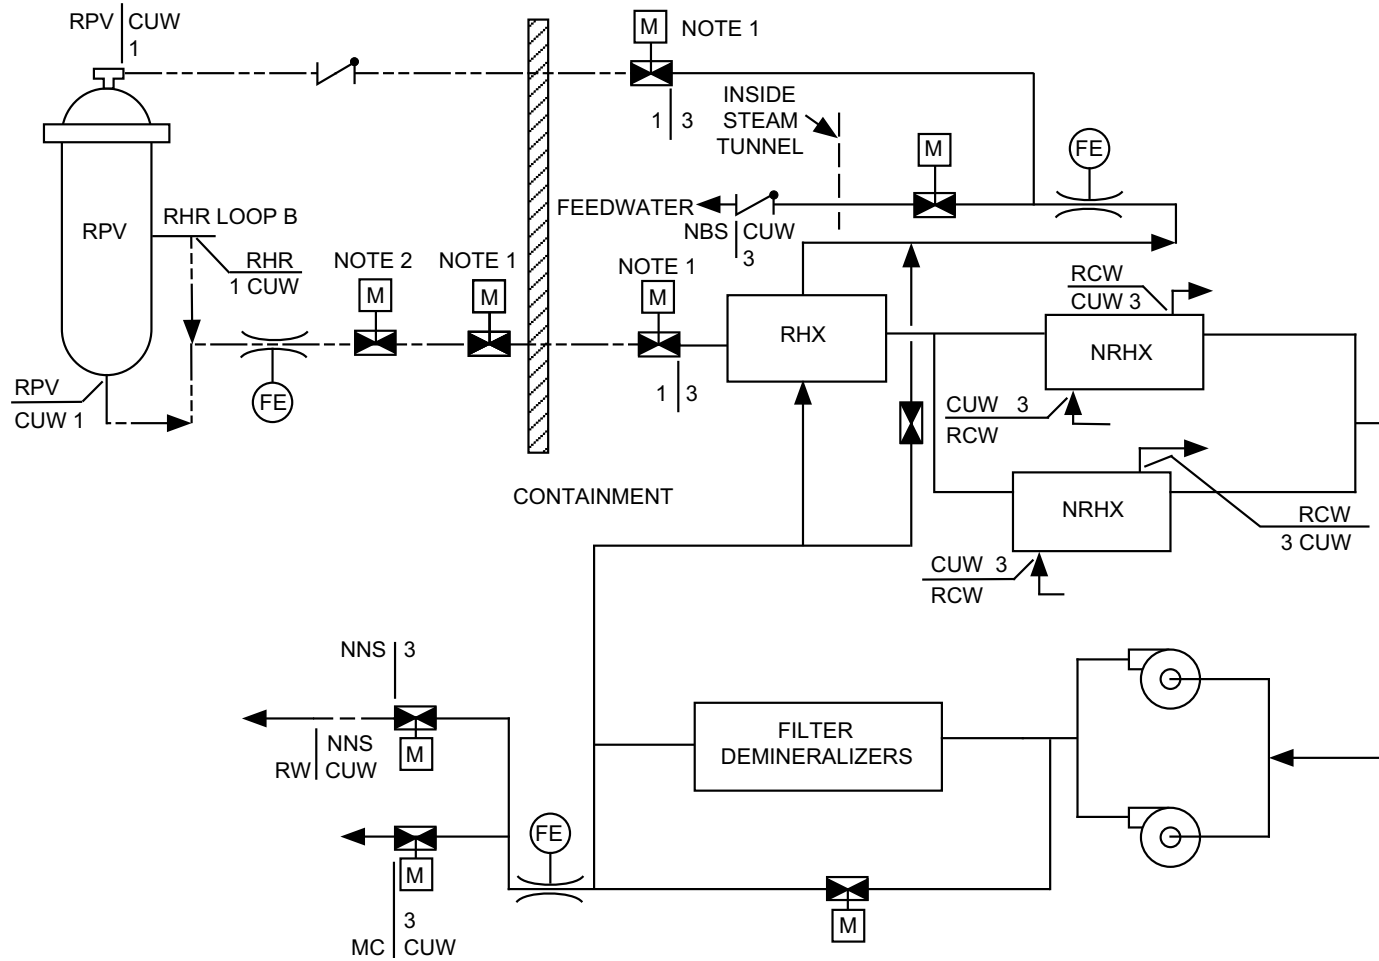 RPV CUW
1
M NOTE 1
1 3
INSIDE
STEAM
TUNNEL
M
FE
FEEDWATER
NBS CUW
3
RPV
RHR LOOP B
RHR
1 CUW
NOTE 2
M
NOTE 1
M
NOTE 1
M
1 3
FE
RPV
CUW 1
RHX
RCW
CUW 3
NRHX
CUW 3
RCW
NRHX
RCW
3 CUW
CUW 3
RCW
CONTAINMENT
NNS 3
M
NNS
RW CUW
M
3
MC CUW
FE
FILTER
DEMINERALIZERS
M